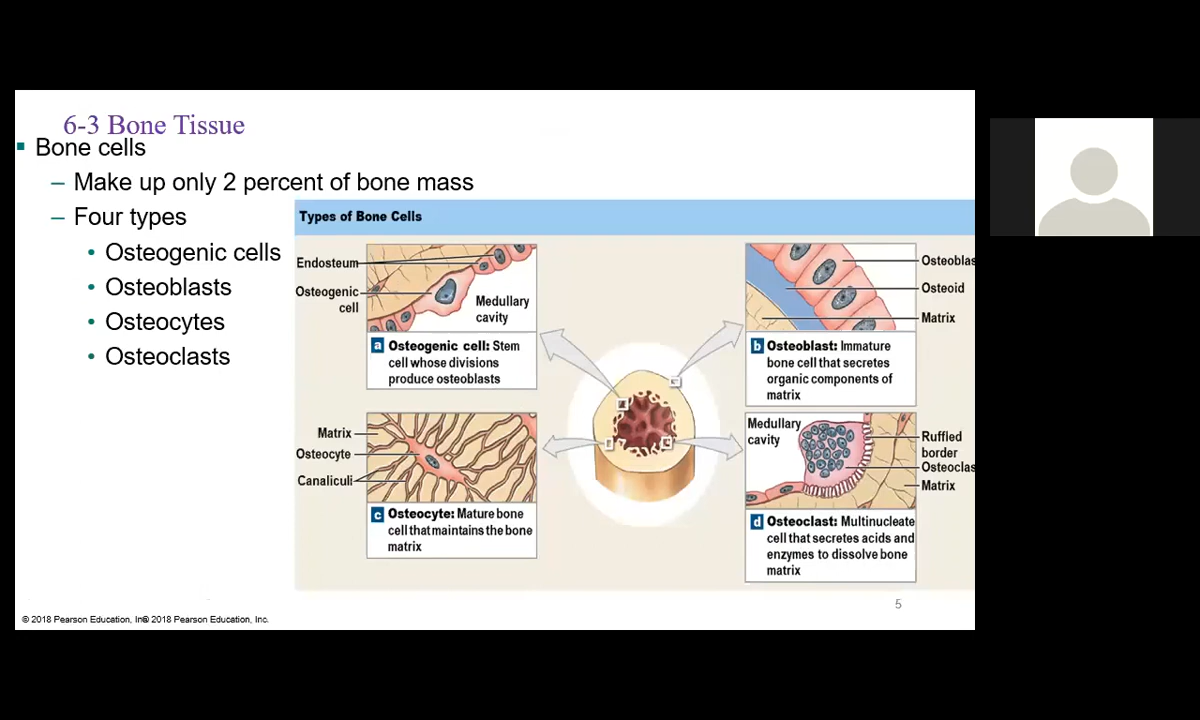 6-3 Bone Tissue
Bone cells
– Make up only 2 percent of bone mass
– Four types
• Osteogenic cells
• Osteoblasts
• Osteocytes
• Osteoclasts
Types of Bone Cells
Endosteum
Osteogenic
cell
Medullary
cavity
a Osteogenic cell: Stem
cell whose divisions
produce osteoblasts
Osteoblas
Osteoid
Matrix
b Osteoblast: Immature
bone cell that secretes
organic components of
matrix
Matrix
Osteocyte
Canaliculi
c Osteocyte: Mature bone
cell that maintains the bone
matrix
Medullary
cavity
Ruffled
border
Osteoclas
Matrix
d Osteoclast: Multinucleate
cell that secretes acids and
enzymes to dissolve bone
matrix
5
© 2018 Pearson Education, In© 2018 Pearson Education, Inc.